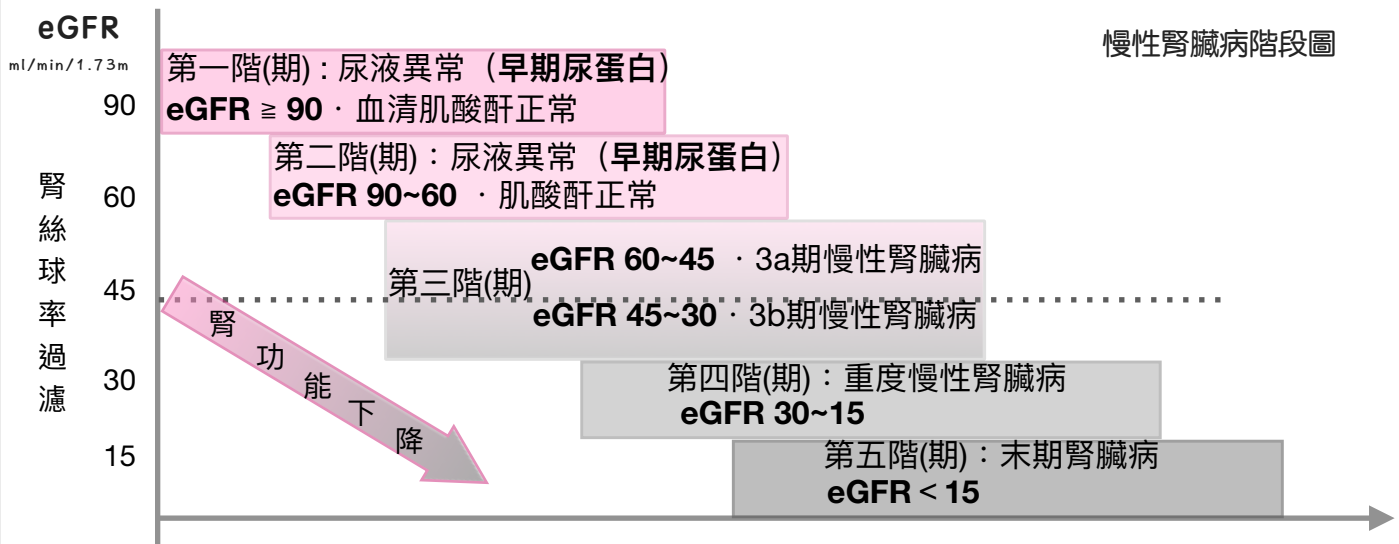 eGFR
ml/min/1.73m
慢性腎臟病階段圖
第一階(期) : 尿液異常（早期尿蛋白）
90
eGFR ≧ 90 · 血清肌酸酐正常
第二階(期)：尿液異常（早期尿蛋白）
60
eGFR 90~60 · 肌酸酐正常
腎絲球率過濾
eGFR 60~45 · 3a期慢性腎臟病
第三階(期)
45
eGFR 45~30 · 3b期慢性腎臟病
腎功能下降
30
第四階(期)：重度慢性腎臟病
eGFR 30~15
15
第五階(期)：末期腎臟病
eGFR < 15